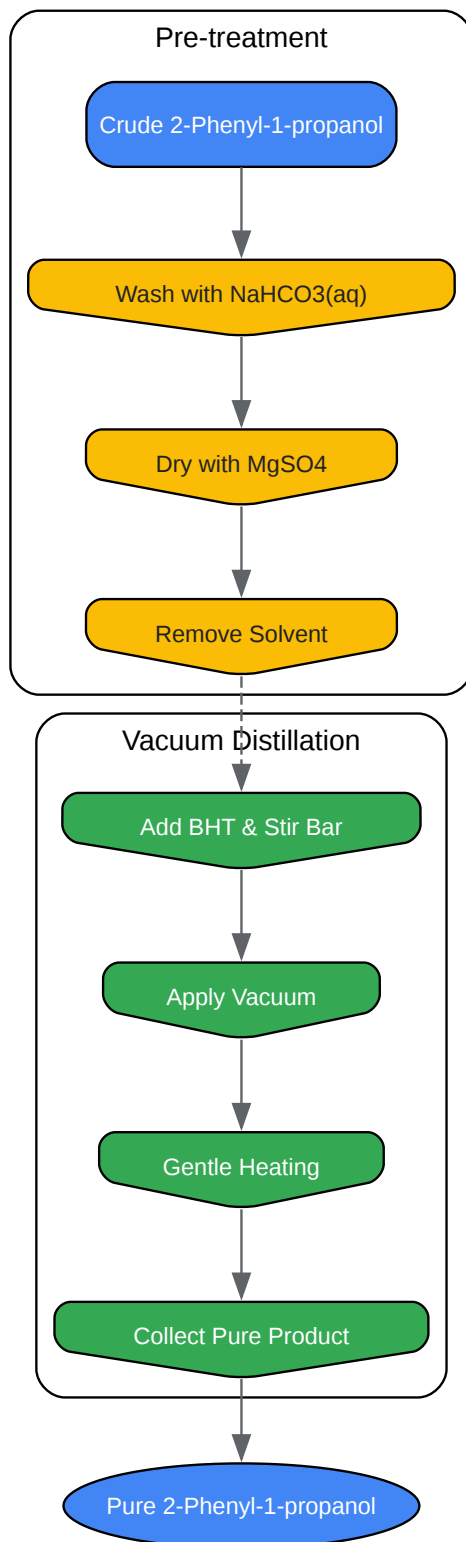 Pre-treatment
Crude 2-Phenyl-1-propanol
Wash with NaHCO3(aq)
Dry with MgSO4
Remove Solvent
Vacuum Distillation
Add BHT & Stir Bar
Apply Vacuum
Gentle Heating
Collect Pure Product
Pure 2-Phenyl-1-propanol